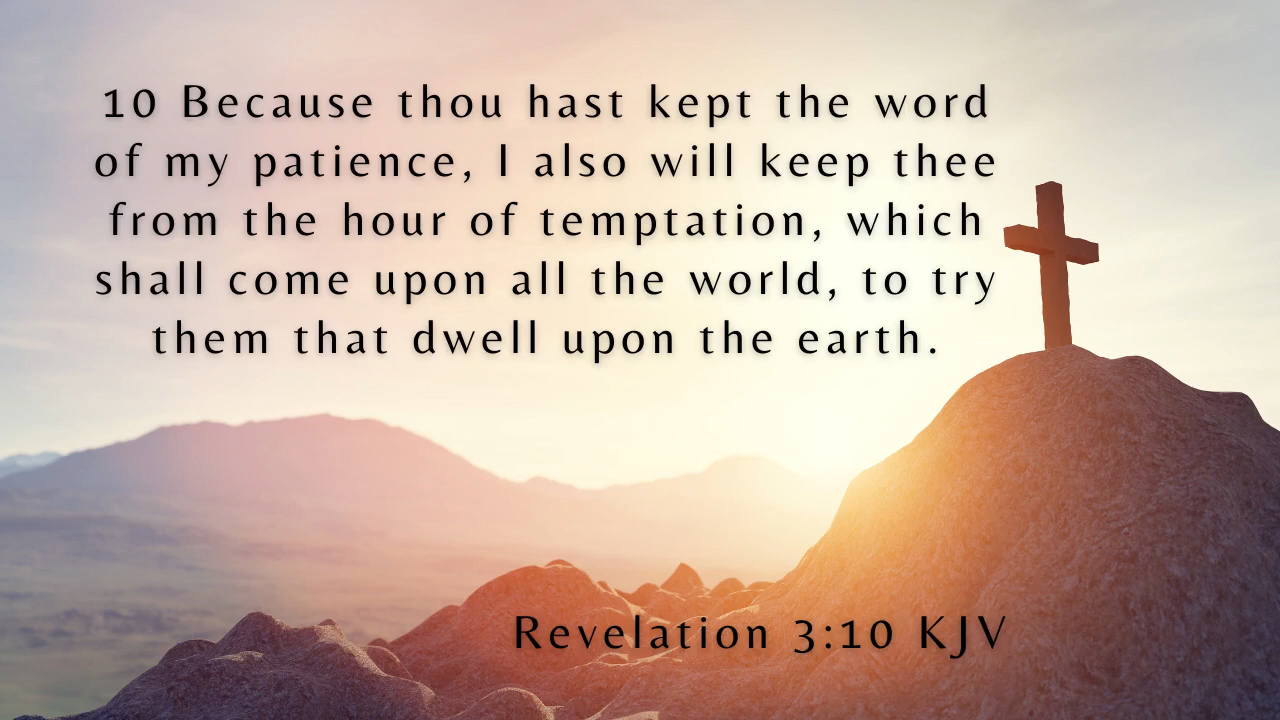 10 Because thou hast kept the word
of my patience, I also will keep thee
from the hour of temptation, which
shall come upon all the world, to try
them that dwell upon the earth.
Revelation 3:10 KJV